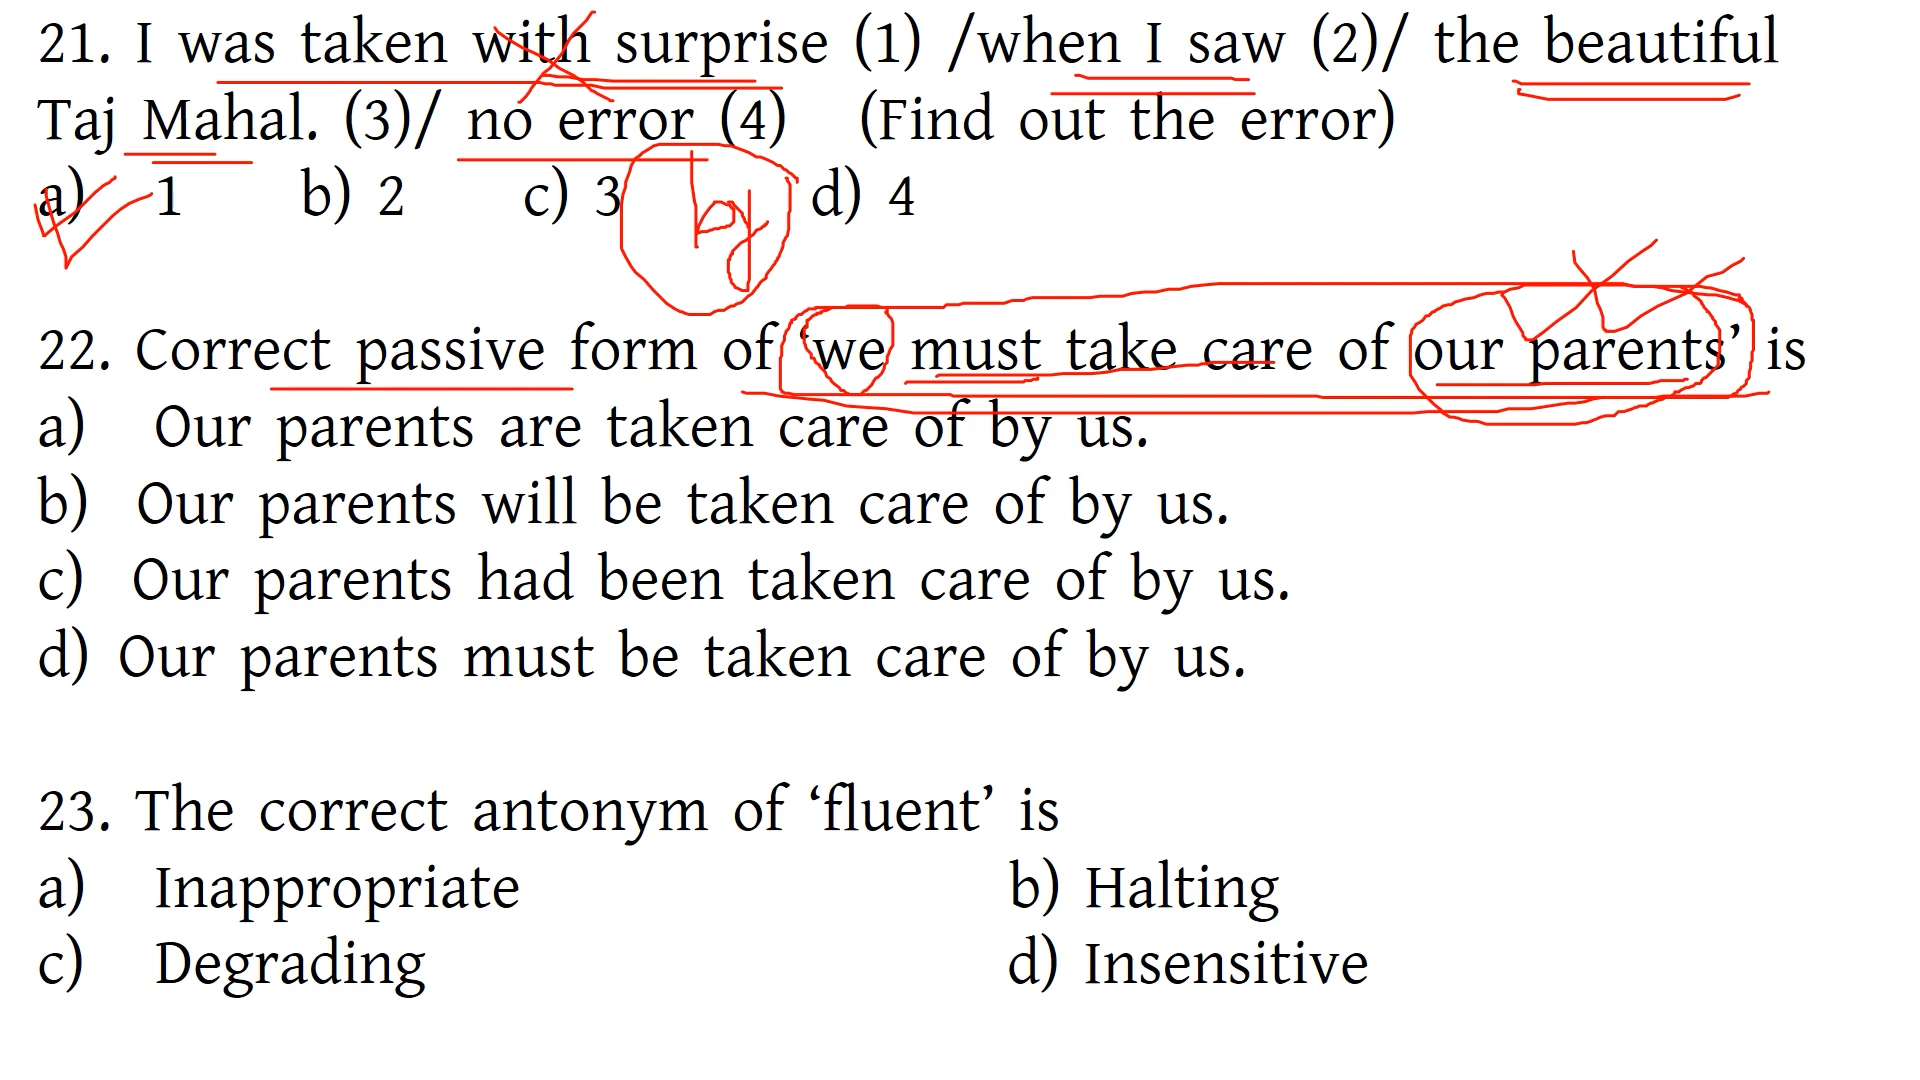 21. I was taken with surprise (1) /when I saw (2)/ the beautiful
Taj Mahal. (3)/ no error (4) (Find out the error)
a) 1 b) 2 c) 3 d) 4
by
22. Correct passive form of ‘we must take care of our parents’ is
a) Our parents are taken care of by us.
b) Our parents will be taken care of by us.
c) Our parents had been taken care of by us.
d) Our parents must be taken care of by us.
23. The correct antonym of ‘fluent’ is
a) Inappropriate b) Halting
c) Degrading d) Insensitive